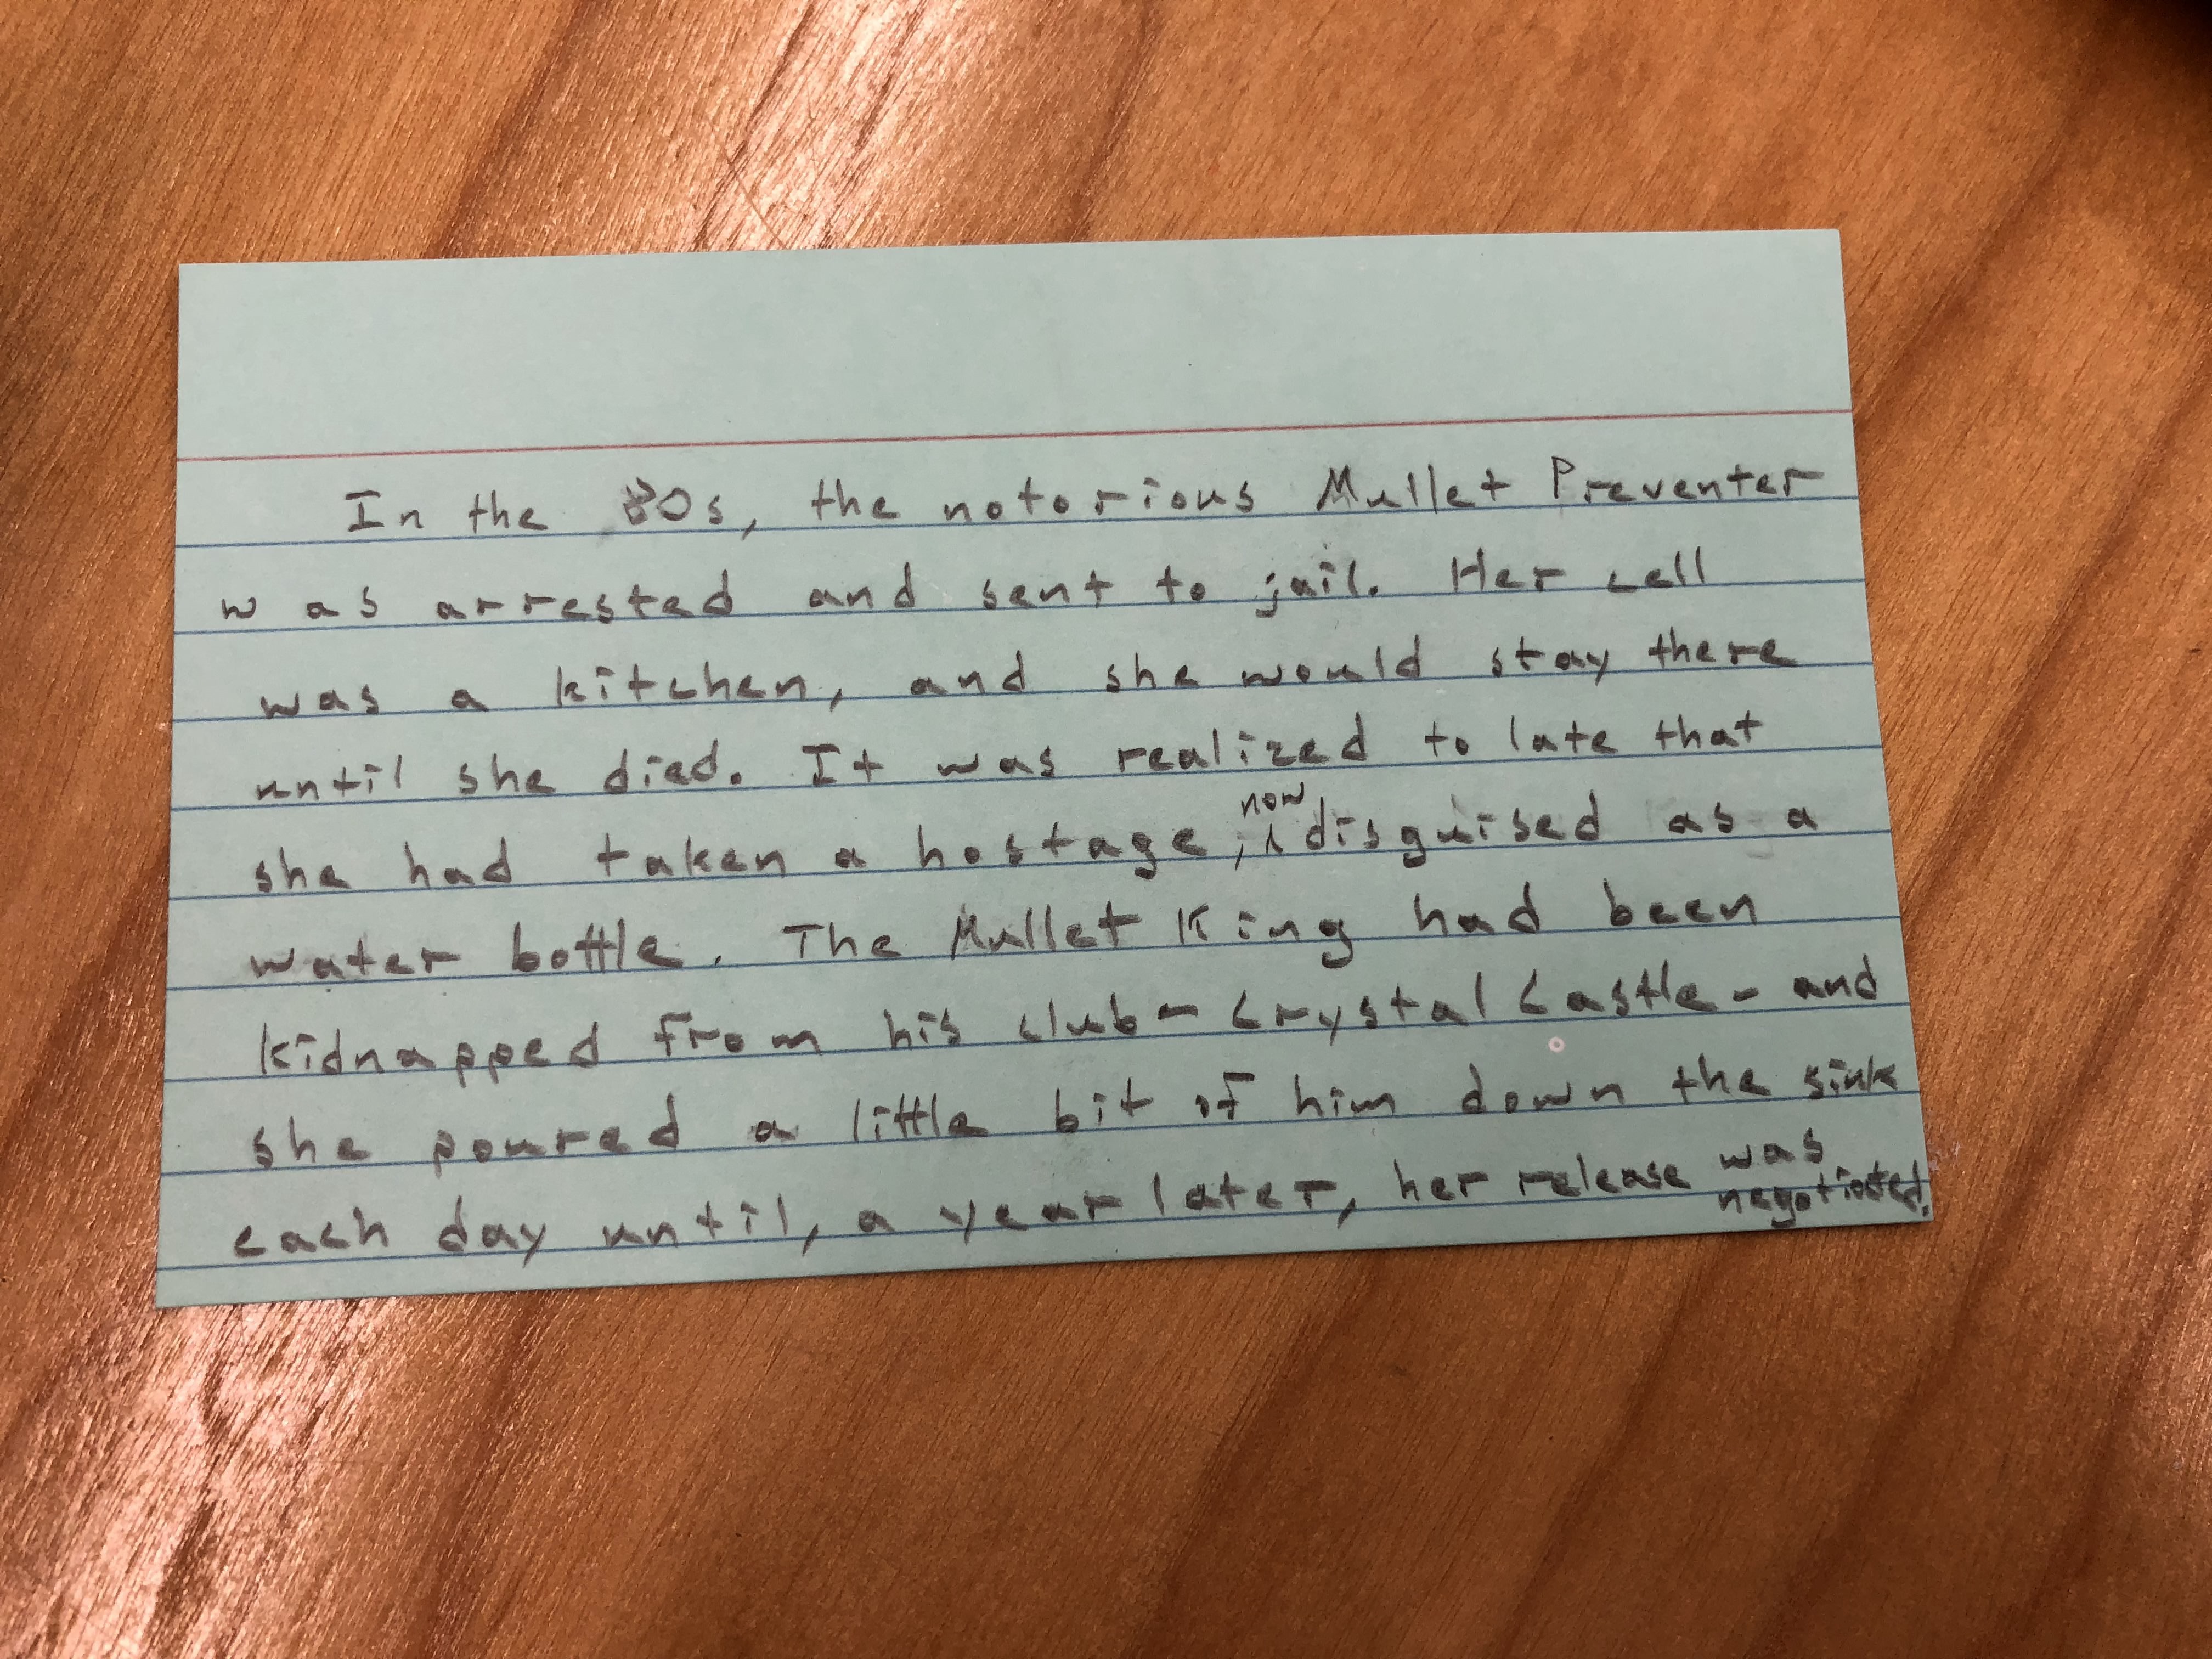 In the 80s, the notorious Mullet Preventer
was arrested and sent to jail. Her cell
was a kitchen, and she would stay there
until she died. It was realized to late that
she had taken a hostage, now disguised as a
water bottle. The Mullet King had been
kidnapped from his club - Crystal Castle - and
she poured a little bit of him down the sink
each day until, a year later, her release was
negotiated.